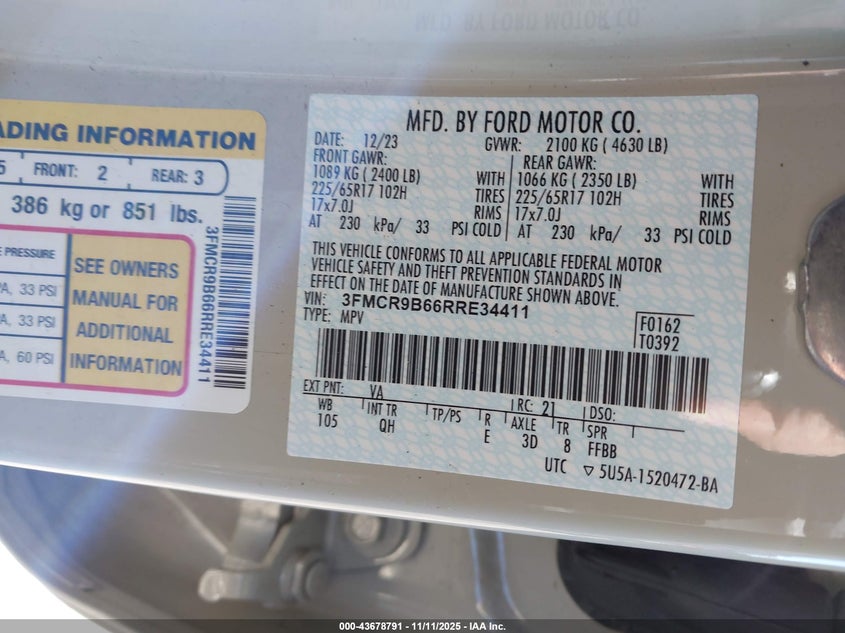 ADING INFORMATION
5 FRONT: 2 REAR: 3
386 kg or 851 lbs.
E PRESSURE
PA, 33 PSI
A, 33 PSI
A, 60 PSI
SEE OWNERS
MANUAL FOR
ADDITIONAL
INFORMATION
3FMCR9B66RRE34411
MFD. BY FORD MOTOR CO.
DATE: 12/23 GVWR: 2100 KG ( 4630 LB)
FRONT GAWR: REAR GAWR:
1089 KG ( 2400 LB) WITH 1066 KG ( 2350 LB) WITH
225/65R17 102H TIRES 225/65R17 102H TIRES
17x7.0J RIMS 17x7.0J RIMS
AT 230 kPa/ 33 PSI COLD AT 230 kPa/ 33 PSI COLD
THIS VEHICLE CONFORMS TO ALL APPLICABLE FEDERAL MOTOR
VEHICLE SAFETY AND THEFT PREVENTION STANDARDS IN
EFFECT ON THE DATE OF MANUFACTURE SHOWN ABOVE.
VIN: 3FMCR9B66RRE34411
TYPE: MPV
F0162
T0392
EXT PNT: VA RC: 21 DSO:
WB INT TR TP/PS R AXLE TR SPR
105 QH E 3D 8 FFBB
UTC ▽ 5U5A-1520472-BA
000-43678791 - 11/11/2025 - IAA Inc.